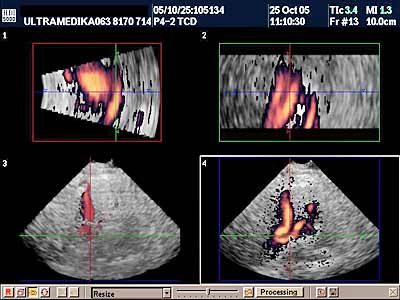 05/10/25:105134
25 Oct 05
TIc 3.4
MI 1.3
ULTRAMEDIKA063 8170 714
P4-2 TCD
11:10:30
Fr #13
10.0cm
1
2
3
4
R
Resize
Processing